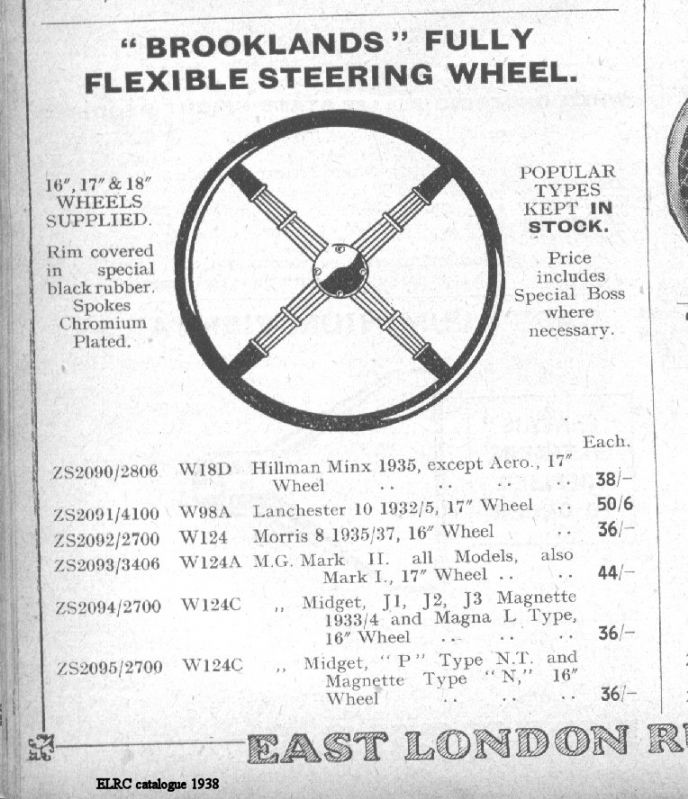 “ BROOKLANDS ” FULLY
FLEXIBLE STEERING WHEEL.
16″, 17″ & 18″
WHEELS
SUPPLIED.
Rim covered
in special
black rubber.
Spokes
Chromium
Plated.
POPULAR
TYPES
KEPT IN
STOCK.
Price
includes
Special Boss
where
necessary.
Each.
ZS2090/2806 W18D Hillman Minx 1935, except Aero., 17″
Wheel .. .. .. .. 38/–
ZS2091/4100 W98A Lanchester 10 1932/5, 17″ Wheel .. 50/6
ZS2092/2700 W124 Morris 8 1935/37, 16″ Wheel 36/–
ZS2093/3406 W124A M.G. Mark II. all Models, also
Mark I., 17″ Wheel .. .. 44/–
ZS2094/2700 W124C ,, Midget, J1, J2, J3 Magnette
1933/4 and Magna L Type,
16″ Wheel .. .. .. 36/–
ZS2095/2700 W124C ,, Midget, “ P ” Type N.T. and
Magnette Type “ N,” 16″
Wheel .. .. .. 36/–
EAST LONDON R
ELRC catalogue 1938